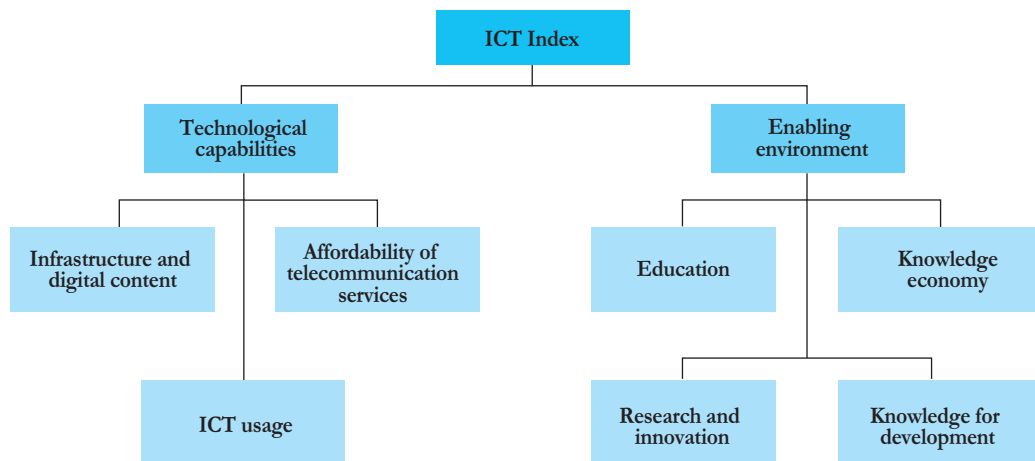 ICT Index
Technological
capabilities
Enabling
environment
Infrastructure and
digital content
Affordability of
telecommunication
services
Education
Knowledge
economy
ICT usage
Research and
innovation
Knowledge for
development